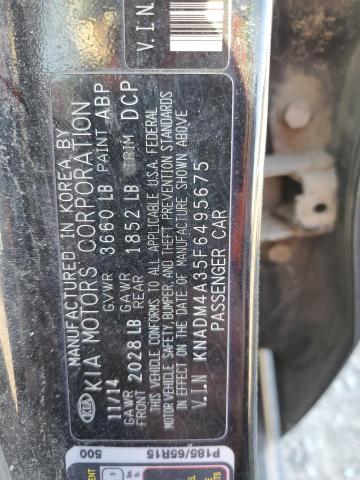 V.I.N
MANUFACTURED IN KOREA BY
KIA KIA MOTORS CORPORATION
11/14 GVWR 3660 LB PAINT ABP
GAWR FRONT 2028 LB GAWR REAR 1852 LB TRIM DCP
THIS VEHICLE CONFORMS TO ALL APPLICABLE U.S.A. FEDERAL
MOTOR VEHICLE SAFETY, BUMPER, AND THEFT PREVENTION STANDARDS
IN EFFECT ON THE DATE OF MANUFACTURE SHOWN ABOVE
V.I.N KNADM4A35F6495675
PASSENGER CAR
P185/65R15
500